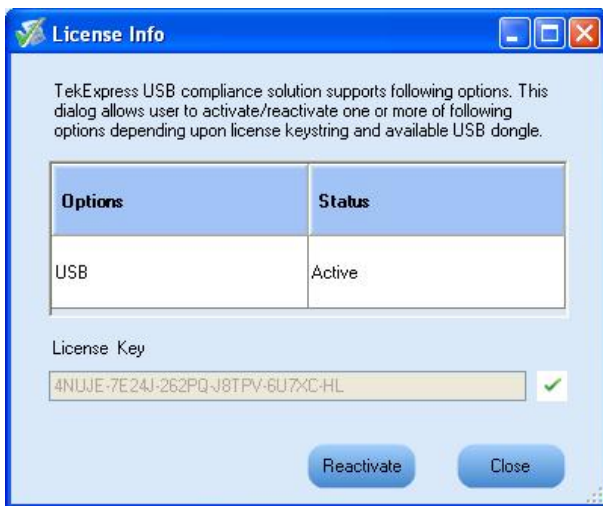 License Info
TekExpress USB compliance solution supports following options. This
dialog allows user to activate/reactivate one or more of following
options depending upon license keystring and available USB dongle.
Options Status
USB Active
License Key
4NUJE-7E24J-262PQ-J8TPV-6U7XC-HL
Reactivate Close